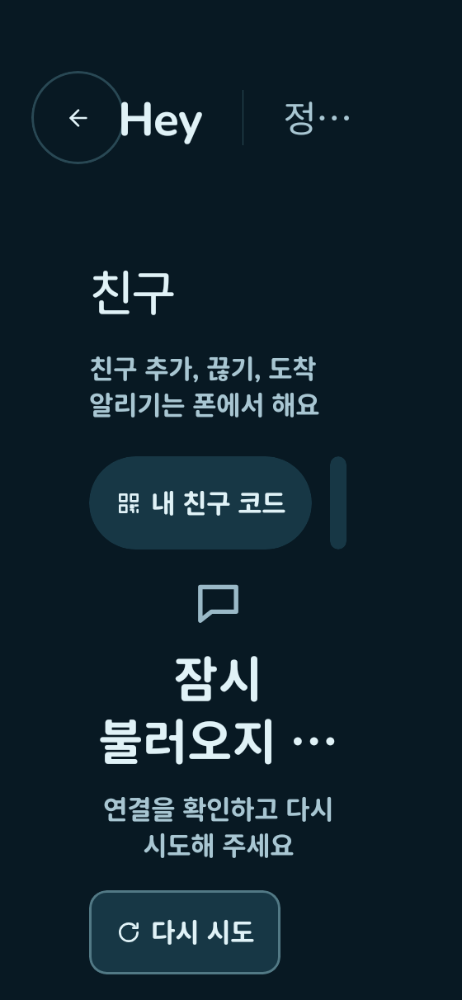 Hey
정···
친구
친구 추가, 끊기, 도착
알리기는 폰에서 해요
내 친구 코드
잠시
불러오지 ···
연결을 확인하고 다시
시도해 주세요
다시 시도